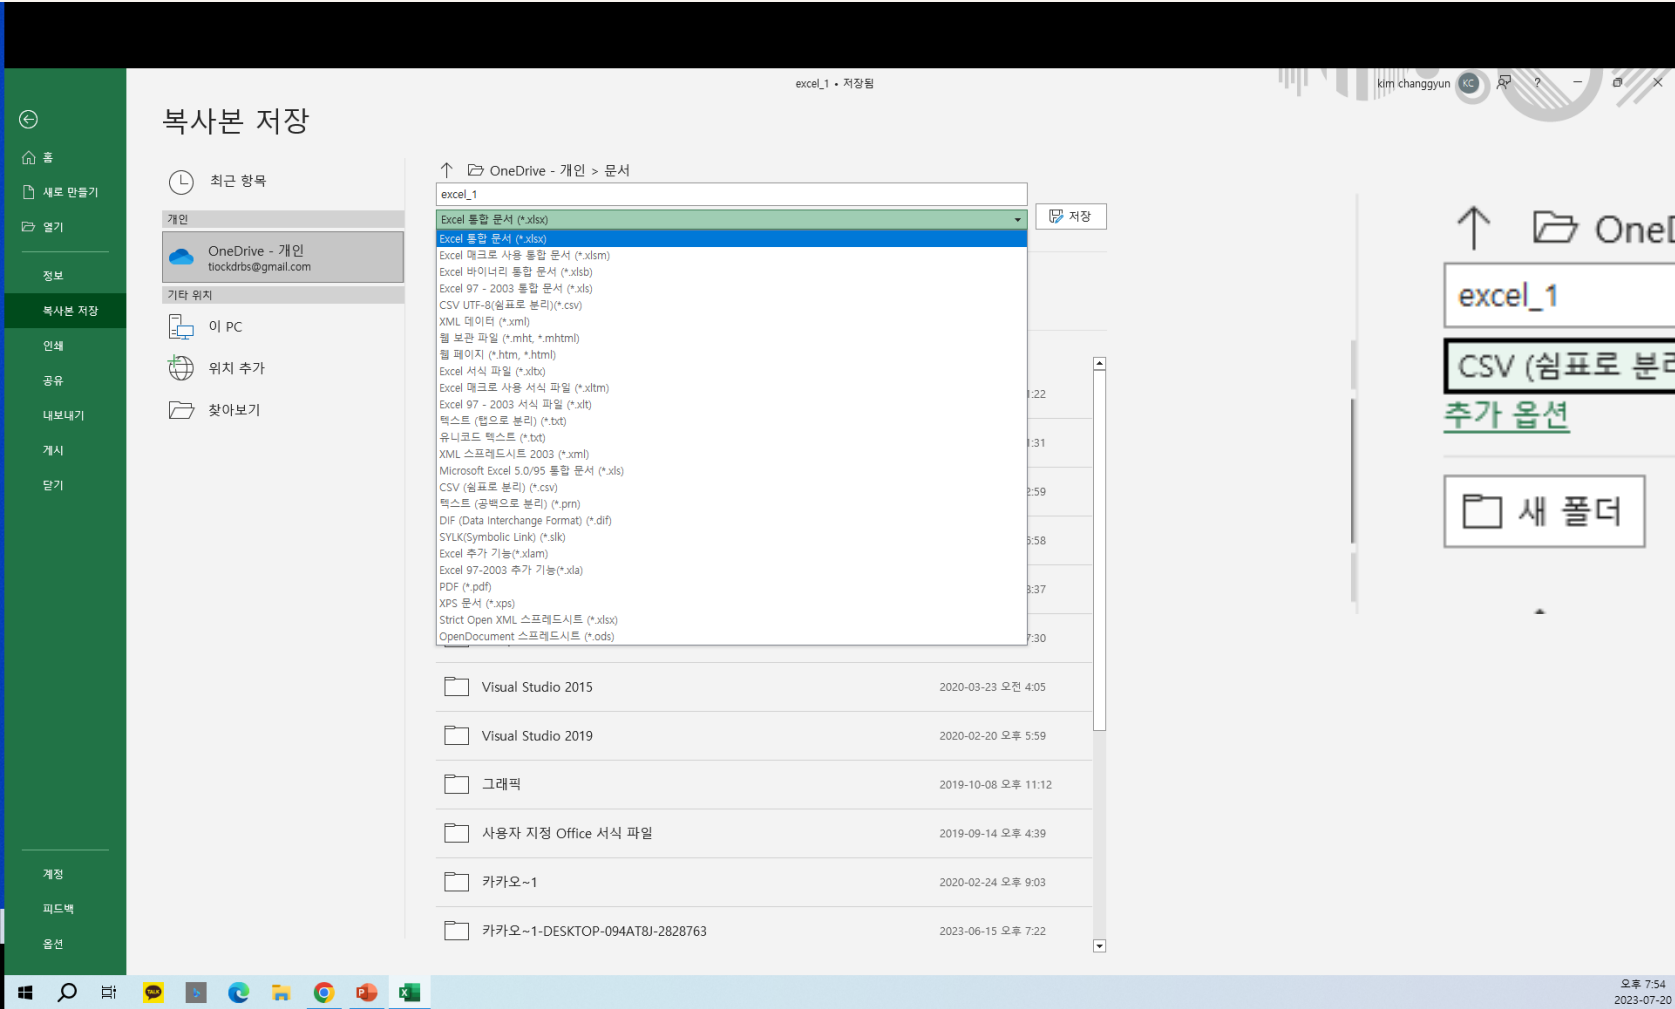 excel_1 • 저장됨
kim changgyun
KC
?
복사본 저장
홈
새로 만들기
열기
정보
복사본 저장
인쇄
공유
내보내기
게시
닫기
계정
피드백
옵션
최근 항목
개인
OneDrive - 개인
tiockdrbs@gmail.com
기타 위치
이 PC
위치 추가
찾아보기
OneDrive - 개인 > 문서
excel_1
Excel 통합 문서 (*.xlsx)
저장
Excel 통합 문서 (*.xlsx)
Excel 매크로 사용 통합 문서 (*.xlsm)
Excel 바이너리 통합 문서 (*.xlsb)
Excel 97 - 2003 통합 문서 (*.xls)
CSV UTF-8(쉼표로 분리)(*.csv)
XML 데이터 (*.xml)
웹 보관 파일 (*.mht, *.mhtml)
웹 페이지 (*.htm, *.html)
Excel 서식 파일 (*.xltx)
Excel 매크로 사용 서식 파일 (*.xltm)
Excel 97 - 2003 서식 파일 (*.xlt)
텍스트 (탭으로 분리) (*.txt)
유니코드 텍스트 (*.txt)
XML 스프레드시트 2003 (*.xml)
Microsoft Excel 5.0/95 통합 문서 (*.xls)
CSV (쉼표로 분리) (*.csv)
텍스트 (공백으로 분리) (*.prn)
DIF (Data Interchange Format) (*.dif)
SYLK(Symbolic Link) (*.slk)
Excel 추가 기능(*.xlam)
Excel 97-2003 추가 기능(*.xla)
PDF (*.pdf)
XPS 문서 (*.xps)
Strict Open XML 스프레드시트 (*.xlsx)
OpenDocument 스프레드시트 (*.ods)
:22
:31
:59
:58
:37
:30
Visual Studio 2015 2020-03-23 오전 4:05
Visual Studio 2019 2020-02-20 오후 5:59
그래픽 2019-10-08 오후 11:12
사용자 지정 Office 서식 파일 2019-09-14 오후 4:39
카카오~1 2020-02-24 오후 9:03
카카오~1-DESKTOP-094AT8J-2828763 2023-06-15 오후 7:22
OneD
excel_1
CSV (쉼표로 분리
추가 옵션
새 폴더
TALK
오후 7:54
2023-07-20